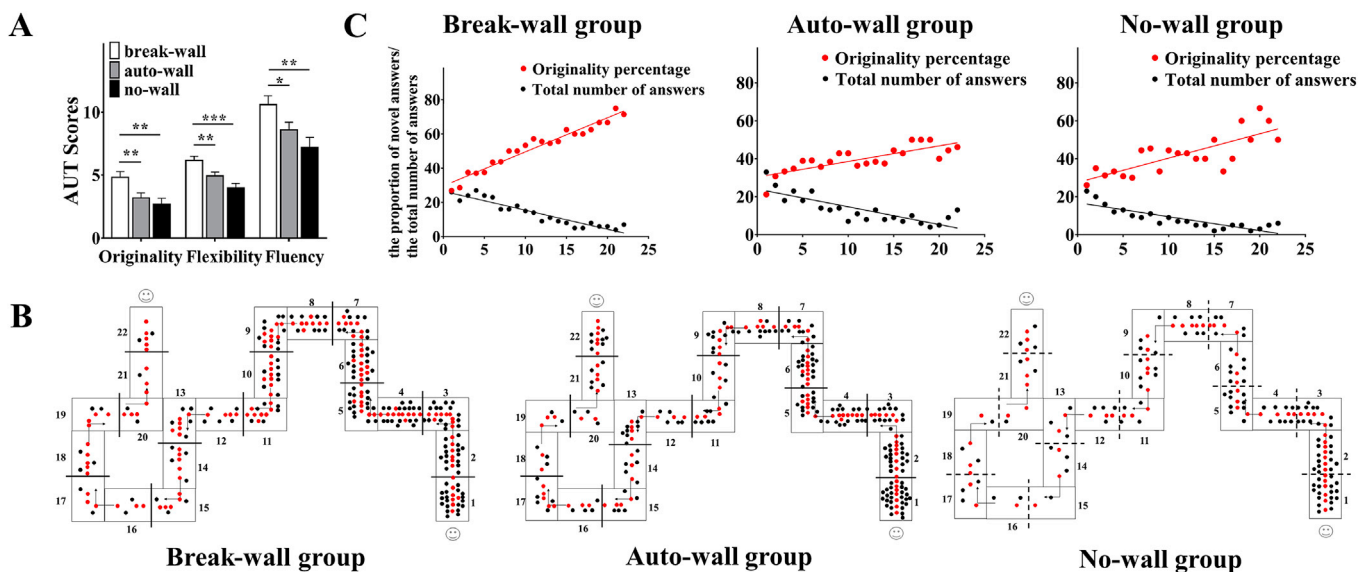 A
break-wall
auto-wall
no-wall
AUT Scores
10
5
0
** ** ** *** * **
Originality Flexibility Fluency
C
Break-wall group
Auto-wall group
No-wall group
the proportion of novel answers/
the total number of answers
Originality percentage
Total number of answers
80
60
40
20
0
0 5 10 15 20 25
Originality percentage
Total number of answers
80
60
40
20
0
0 5 10 15 20 25
Originality percentage
Total number of answers
80
60
40
20
0
0 5 10 15 20 25
B
22 21 20 19 18 17 16 15 14 13 12 11 10 9 8 7 6 5 4 3 2 1
Break-wall group
22 21 20 19 18 17 16 15 14 13 12 11 10 9 8 7 6 5 4 3 2 1
Auto-wall group
22 21 20 19 18 17 16 15 14 13 12 11 10 9 8 7 6 5 4 3 2 1
No-wall group